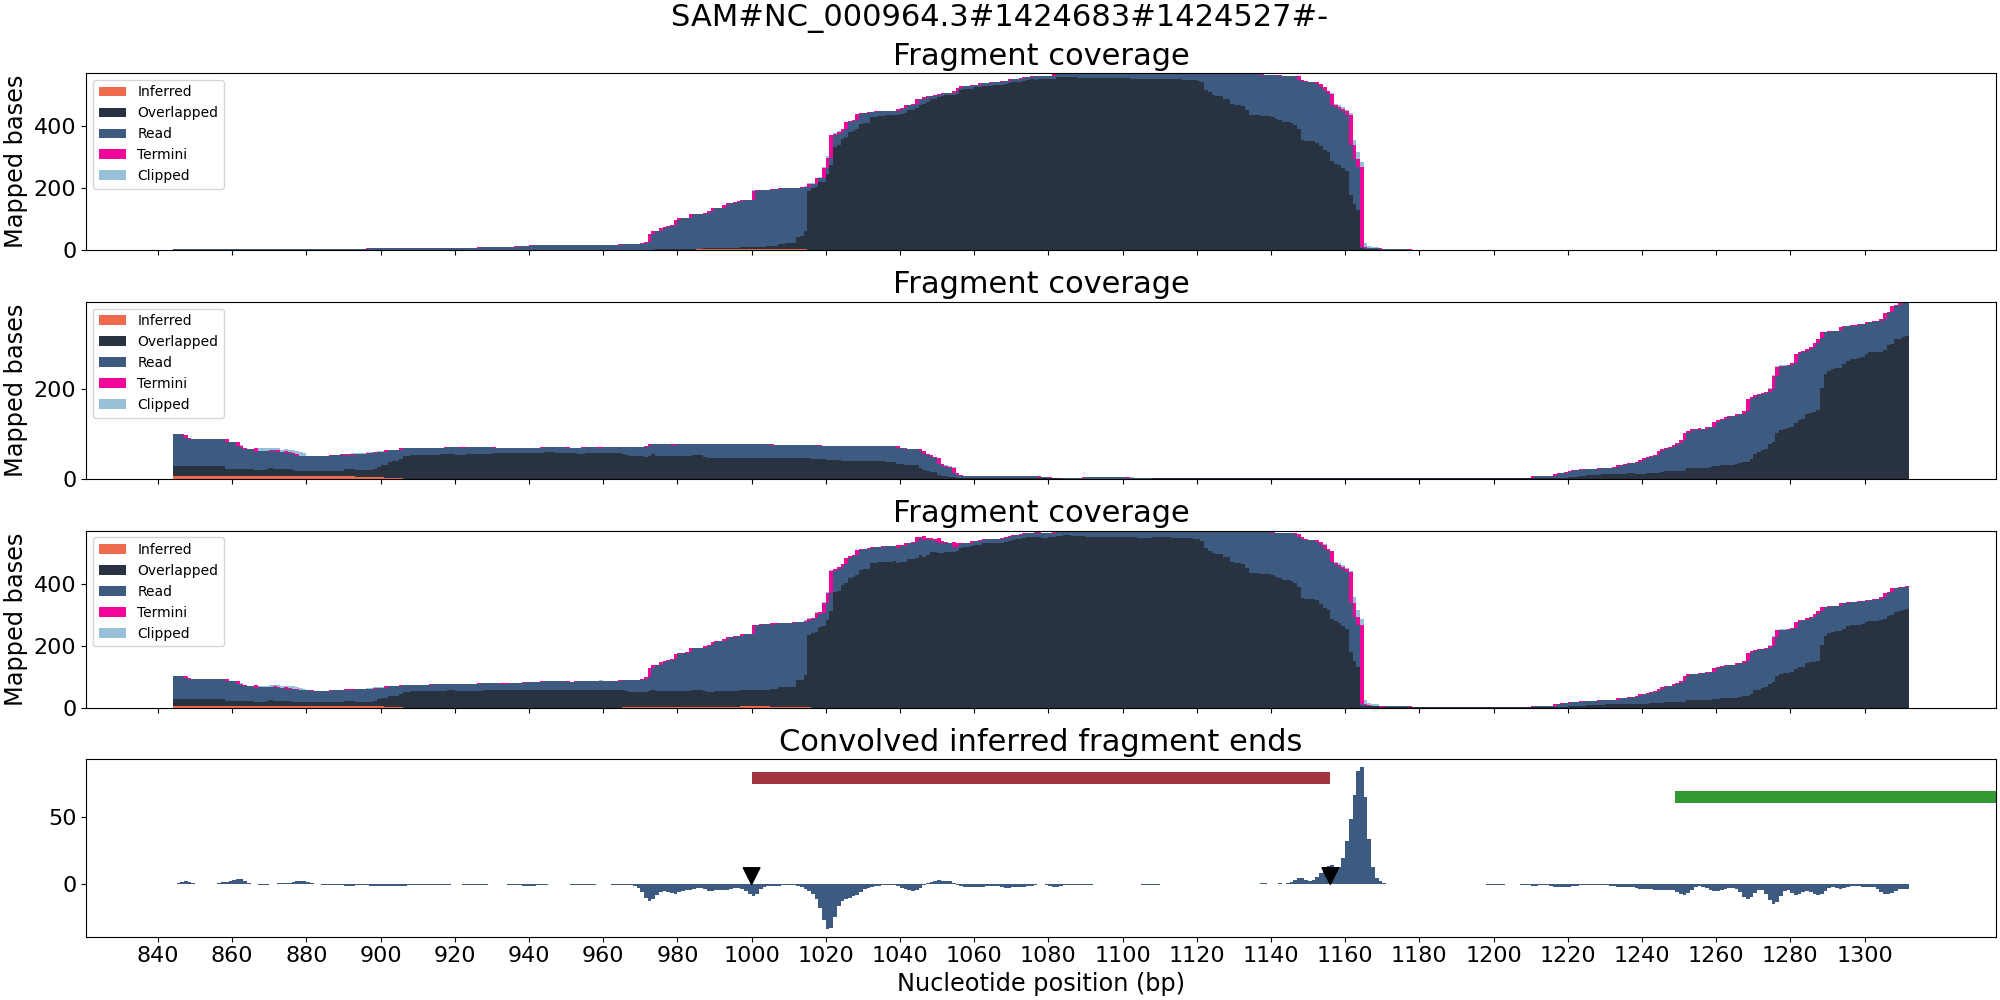 SAM#NC_000964.3#1424683#1424527#-
Fragment coverage
Mapped bases
400
200
0
Inferred
Overlapped
Read
Termini
Clipped
Fragment coverage
Mapped bases
200
0
Inferred
Overlapped
Read
Termini
Clipped
Fragment coverage
Mapped bases
400
200
0
Inferred
Overlapped
Read
Termini
Clipped
Convolved inferred fragment ends
50
0
840 860 880 900 920 940 960 980 1000 1020 1040 1060 1080 1100 1120 1140 1160 1180 1200 1220 1240 1260 1280 1300
Nucleotide position (bp)